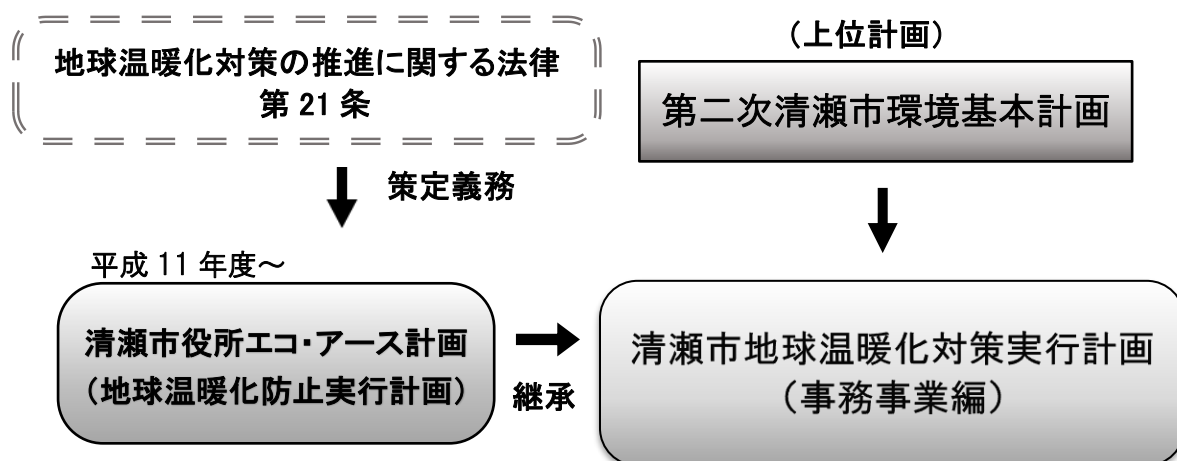 地球温暖化対策の推進に関する法律
第 21 条
(上位計画)
第二次清瀬市環境基本計画
策定義務
平成 11 年度～
清瀬市役所エコ・アース計画
(地球温暖化防止実行計画)
継承
清瀬市地球温暖化対策実行計画
(事務事業編)